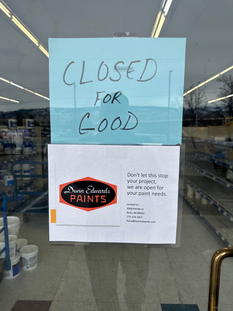 CLOSED
FOR
GOOD
Dunn-Edwards
PAINTS
Don't let this stop
your project,
we are open for
your paint needs.